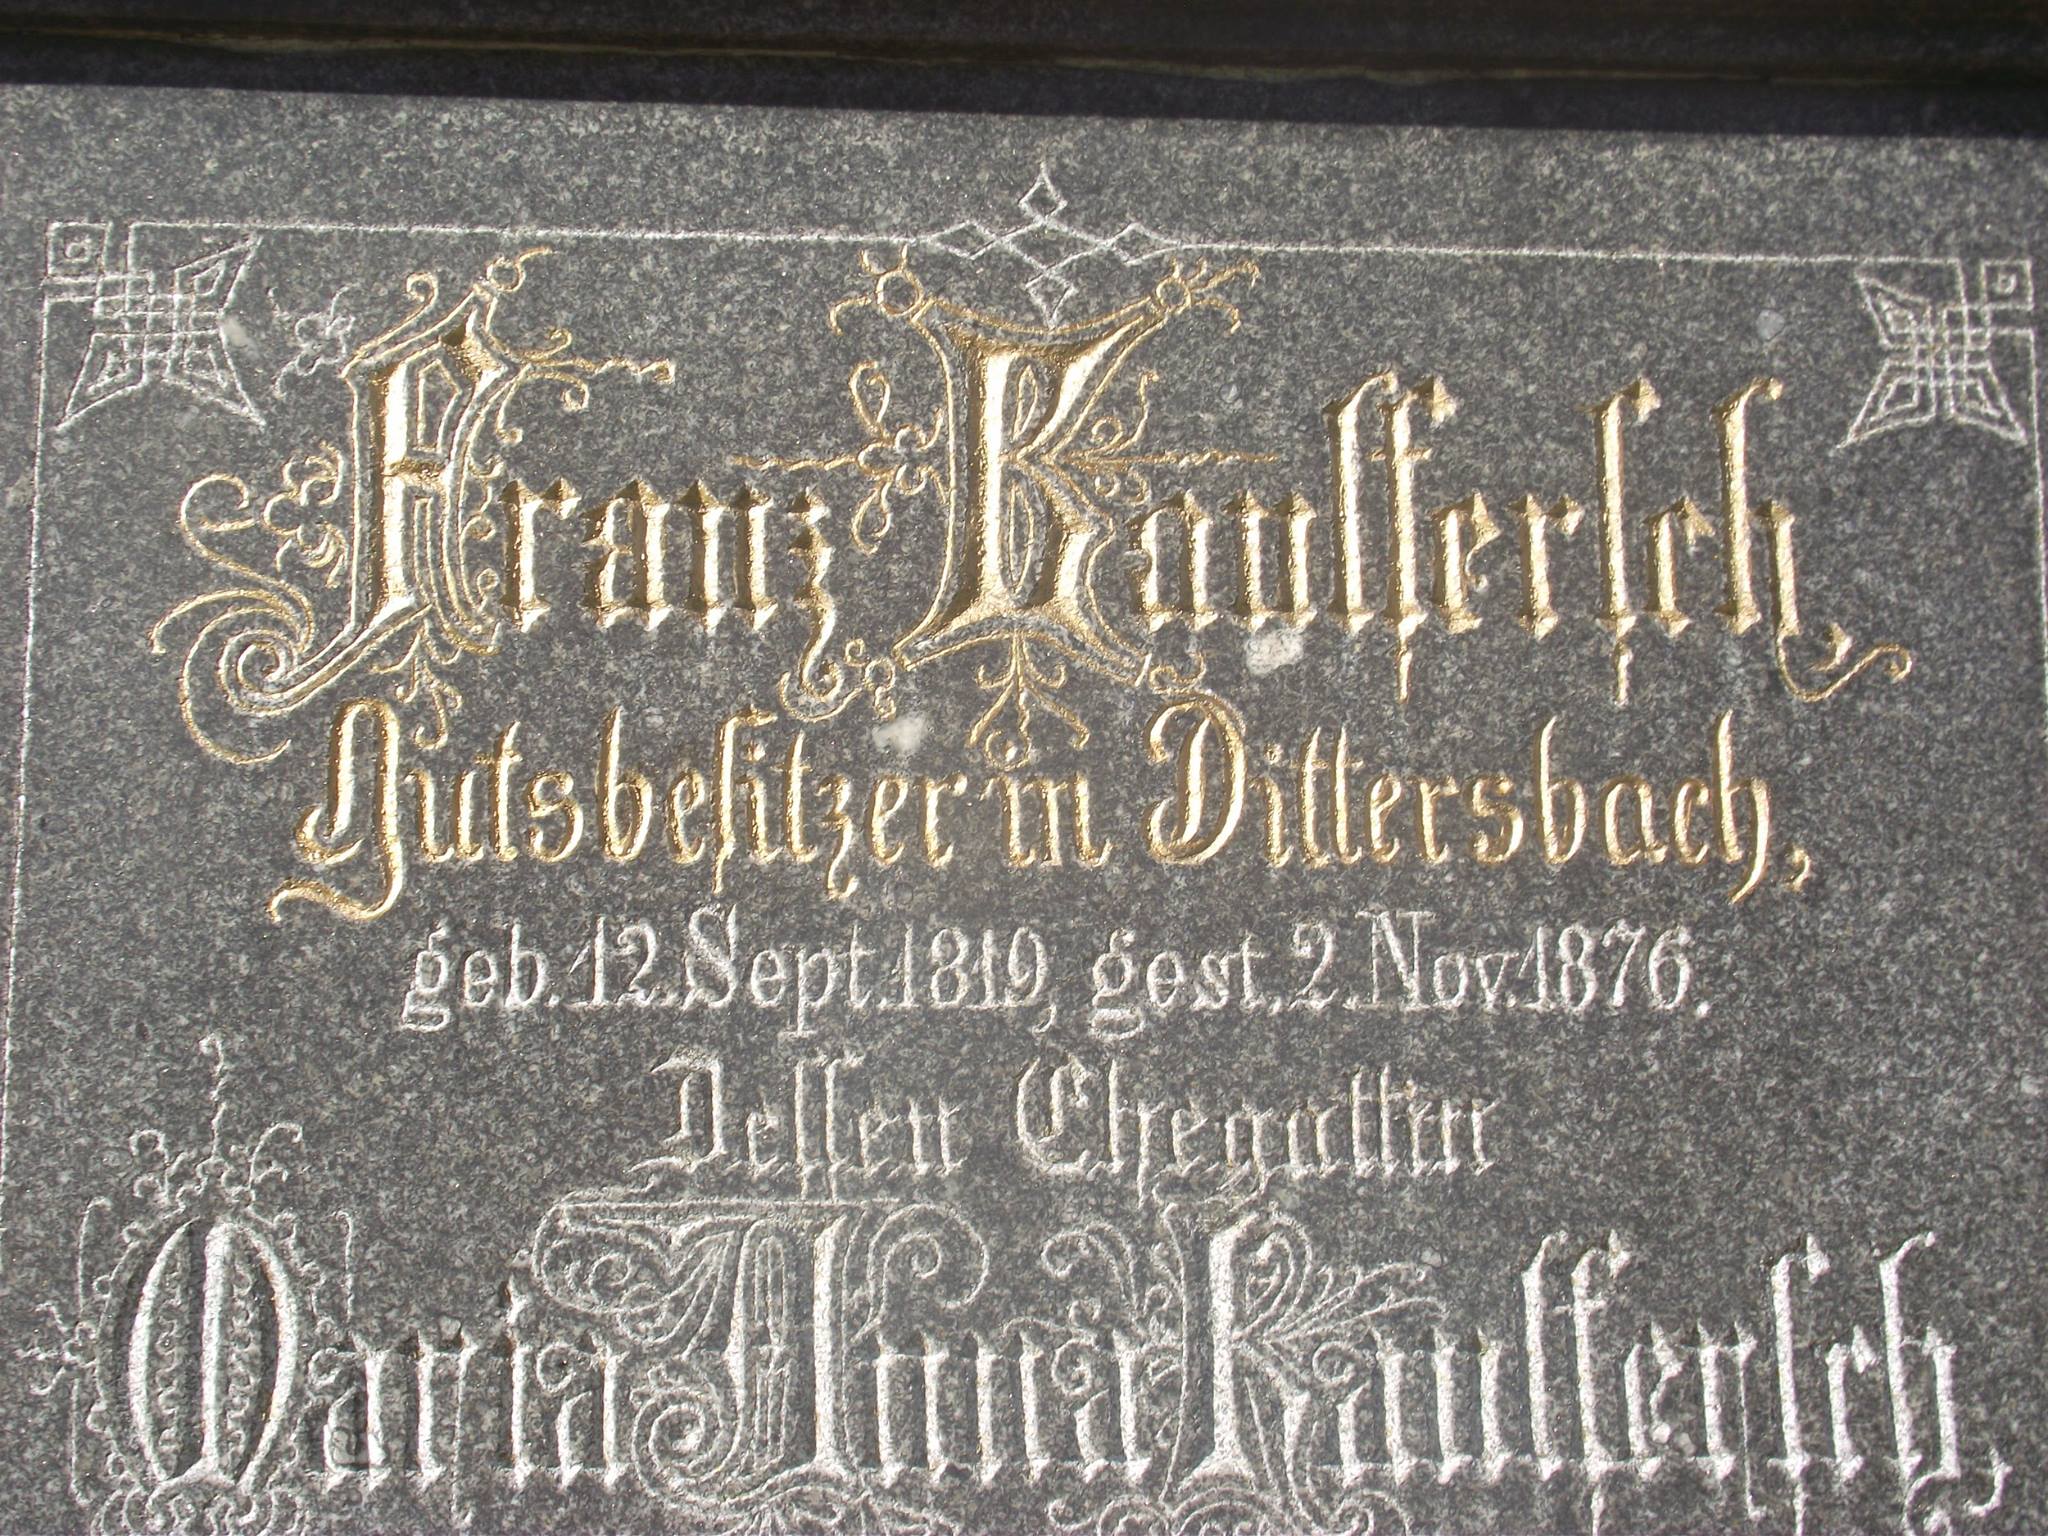 Franz Kaulfersch,
Gutsbesitzer in Dittersbach,
geb. 12. Sept. 1819, gest. 2. Nov. 1876.
Dessen Ehegattin
Maria Anna Kaulfersch,